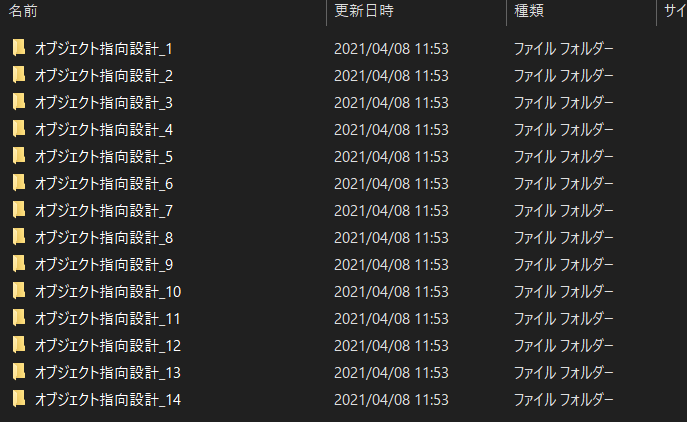 名前 更新日時 種類 サイ
オブジェクト指向設計_1 2021/04/08 11:53 ファイル フォルダー
オブジェクト指向設計_2 2021/04/08 11:53 ファイル フォルダー
オブジェクト指向設計_3 2021/04/08 11:53 ファイル フォルダー
オブジェクト指向設計_4 2021/04/08 11:53 ファイル フォルダー
オブジェクト指向設計_5 2021/04/08 11:53 ファイル フォルダー
オブジェクト指向設計_6 2021/04/08 11:53 ファイル フォルダー
オブジェクト指向設計_7 2021/04/08 11:53 ファイル フォルダー
オブジェクト指向設計_8 2021/04/08 11:53 ファイル フォルダー
オブジェクト指向設計_9 2021/04/08 11:53 ファイル フォルダー
オブジェクト指向設計_10 2021/04/08 11:53 ファイル フォルダー
オブジェクト指向設計_11 2021/04/08 11:53 ファイル フォルダー
オブジェクト指向設計_12 2021/04/08 11:53 ファイル フォルダー
オブジェクト指向設計_13 2021/04/08 11:53 ファイル フォルダー
オブジェクト指向設計_14 2021/04/08 11:53 ファイル フォルダー